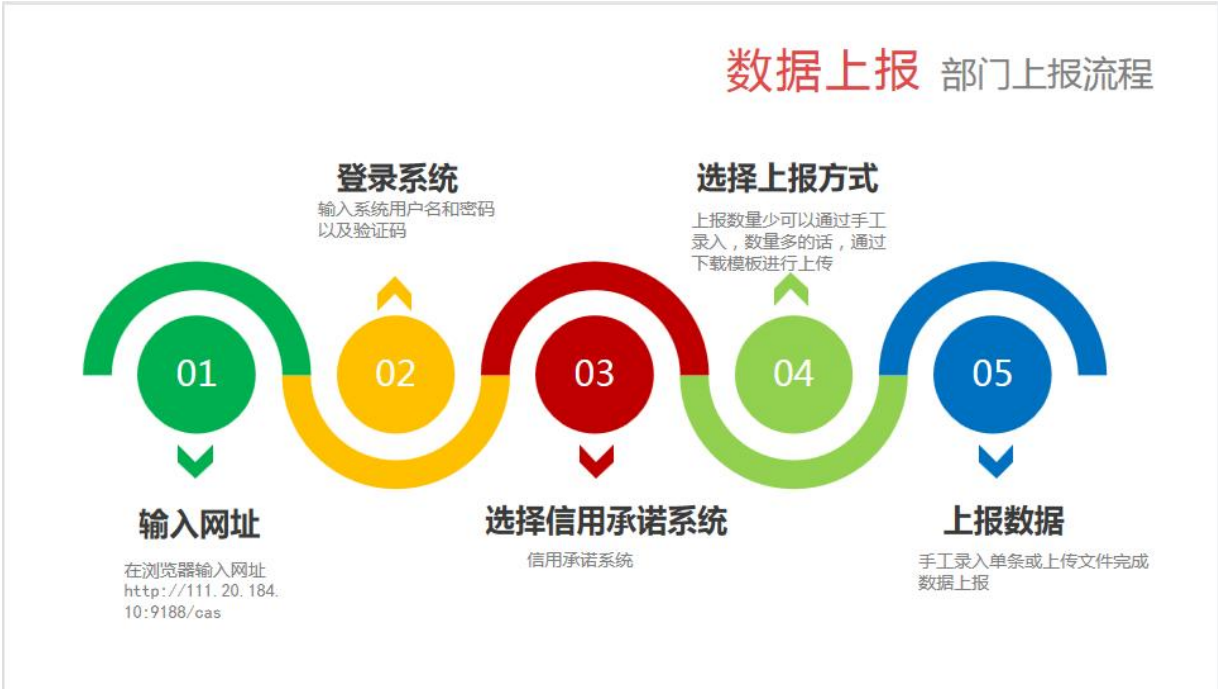 数据上报 部门上报流程
01
输入网址
在浏览器输入网址
http://111.20.184.
10:9188/cas
02
登录系统
输入系统用户名和密码
以及验证码
03
选择信用承诺系统
信用承诺系统
04
选择上报方式
上报数量少可以通过手工
录入，数量多的话，通过
下载模板进行上传
05
上报数据
手工录入单条或上传文件完成
数据上报